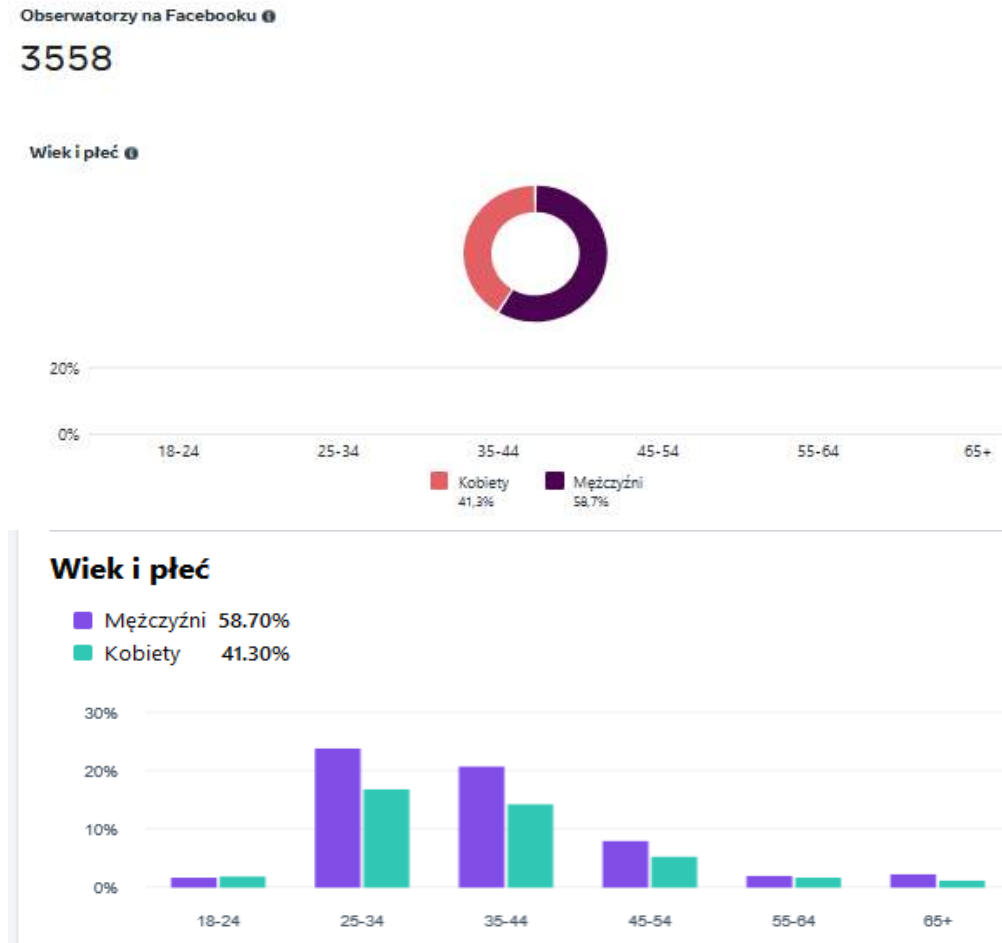 Obserwatorzy na Facebooku
3558
Wiek i płeć
20%
0%
18-24 25-34 35-44 45-54 55-64 65+
Kobiety Mężczyźni
41,3% 58,7%
Wiek i płeć
Mężczyźni 58.70%
Kobiety 41.30%
30%
20%
10%
0%
18-24 25-34 35-44 45-54 55-64 65+